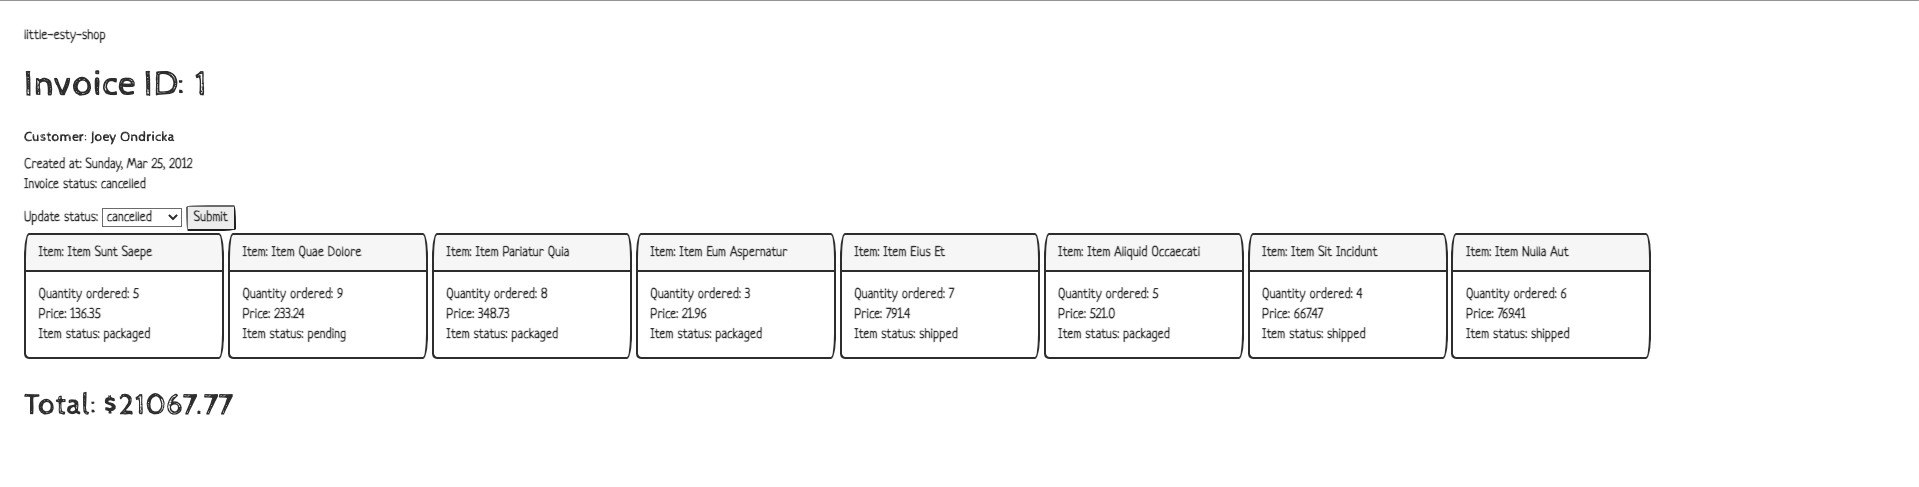 little-esty-shop
Invoice ID: 1
Customer: Joey Ondricka
Created at: Sunday, Mar 25, 2012
Invoice status: cancelled
Update status: cancelled Submit
Item: Item Sunt Saepe
Quantity ordered: 5
Price: 136.35
Item status: packaged
Item: Item Quae Dolore
Quantity ordered: 9
Price: 233.24
Item status: pending
Item: Item Pariatur Quia
Quantity ordered: 8
Price: 348.73
Item status: packaged
Item: Item Eum Aspernatur
Quantity ordered: 3
Price: 21.96
Item status: packaged
Item: Item Eius Et
Quantity ordered: 7
Price: 791.4
Item status: shipped
Item: Item Aliquid Occaecati
Quantity ordered: 5
Price: 521.0
Item status: packaged
Item: Item Sit Incidunt
Quantity ordered: 4
Price: 667.47
Item status: shipped
Item: Item Nulla Aut
Quantity ordered: 6
Price: 769.41
Item status: shipped
Total: $21067.77